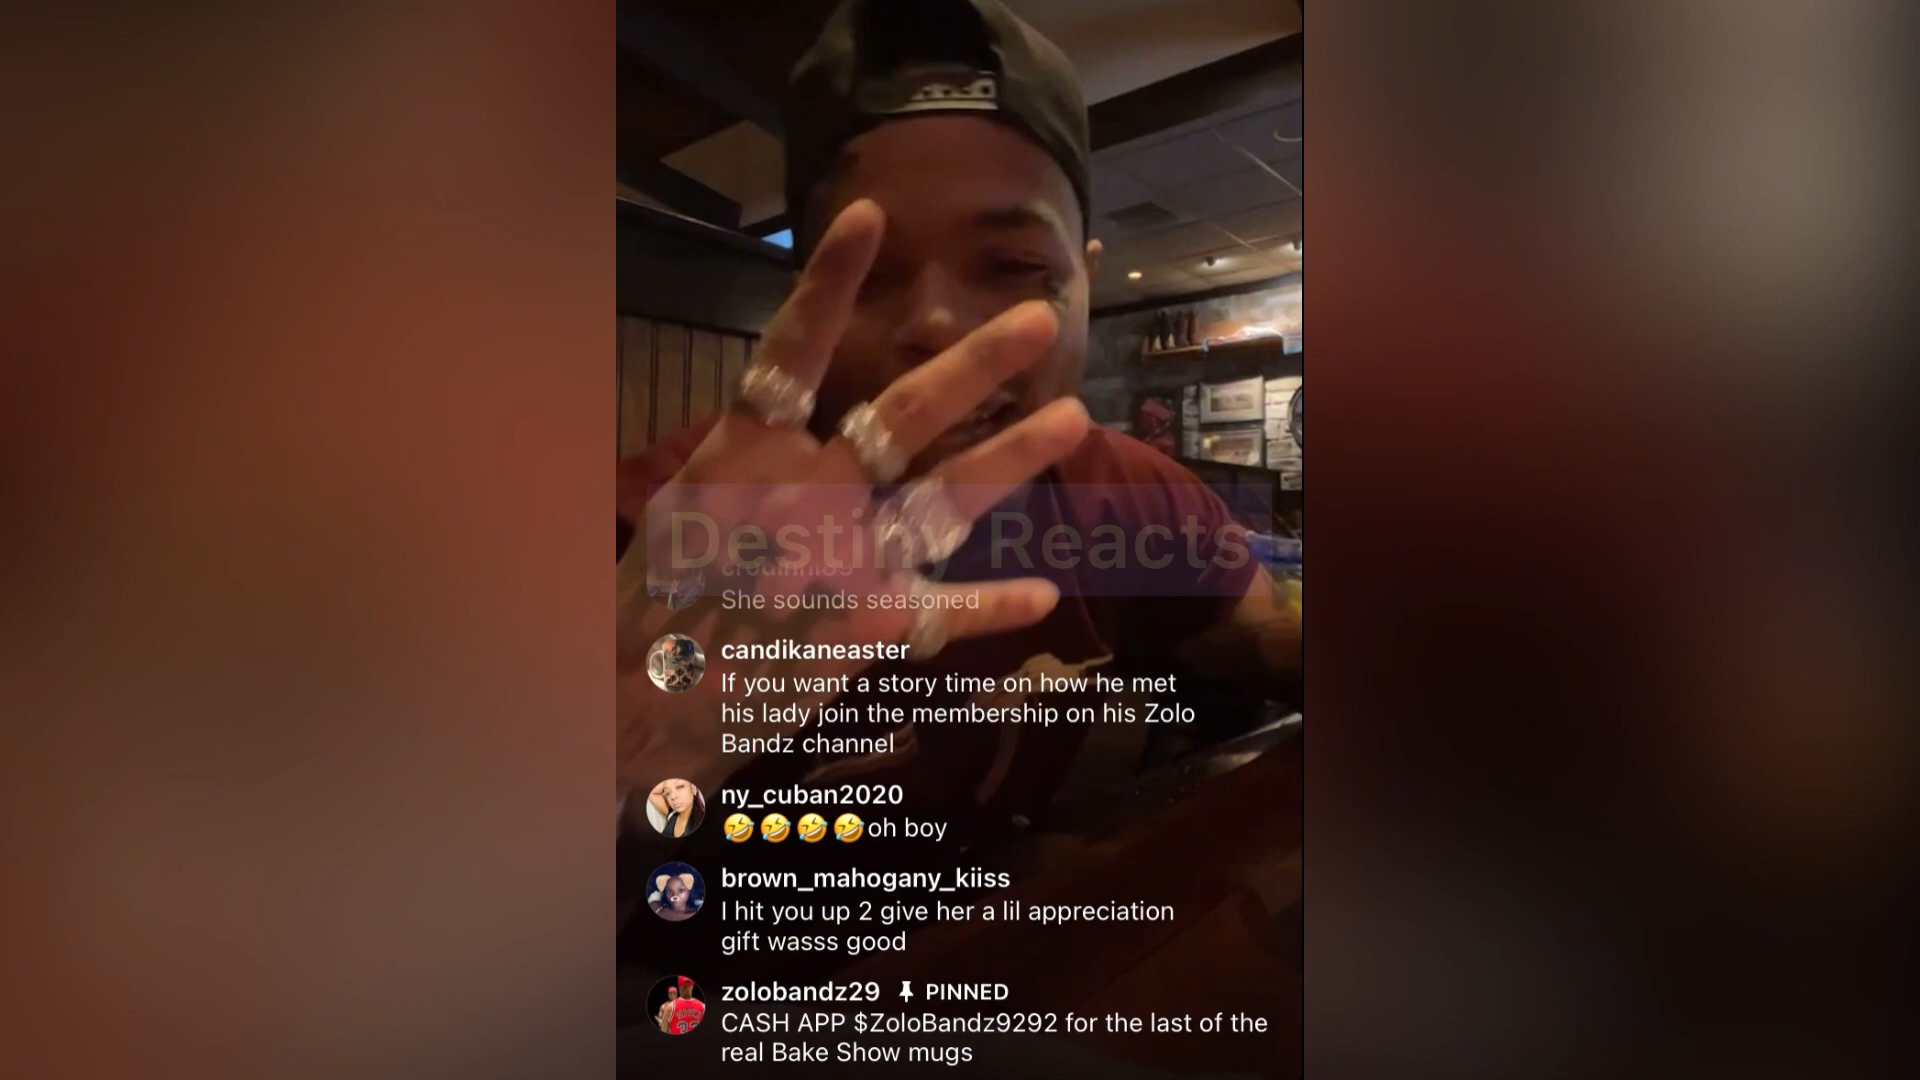 Destiny Reacts
She sounds seasoned
candikaneaster
If you want a story time on how he met
his lady join the membership on his Zolo
Bandz channel
ny_cuban2020
🤣🤣🤣🤣oh boy
brown_mahogany_kiiss
I hit you up 2 give her a lil appreciation
gift wasss good
zolobandz29 PINNED
CASH APP $ZoloBandz9292 for the last of the
real Bake Show mugs